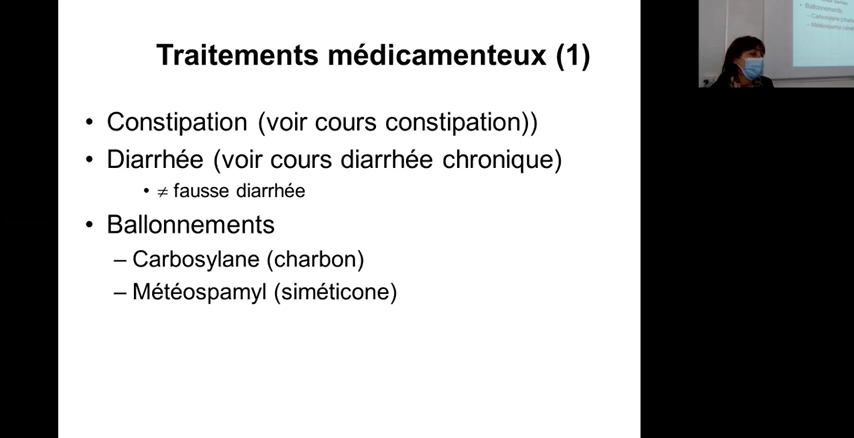 Traitements médicamenteux (1)
• Constipation (voir cours constipation))
• Diarrhée (voir cours diarrhée chronique)
• ≠ fausse diarrhée
• Ballonnements
– Carbosylane (charbon)
– Météospamyl (siméticone)
Ballonnements